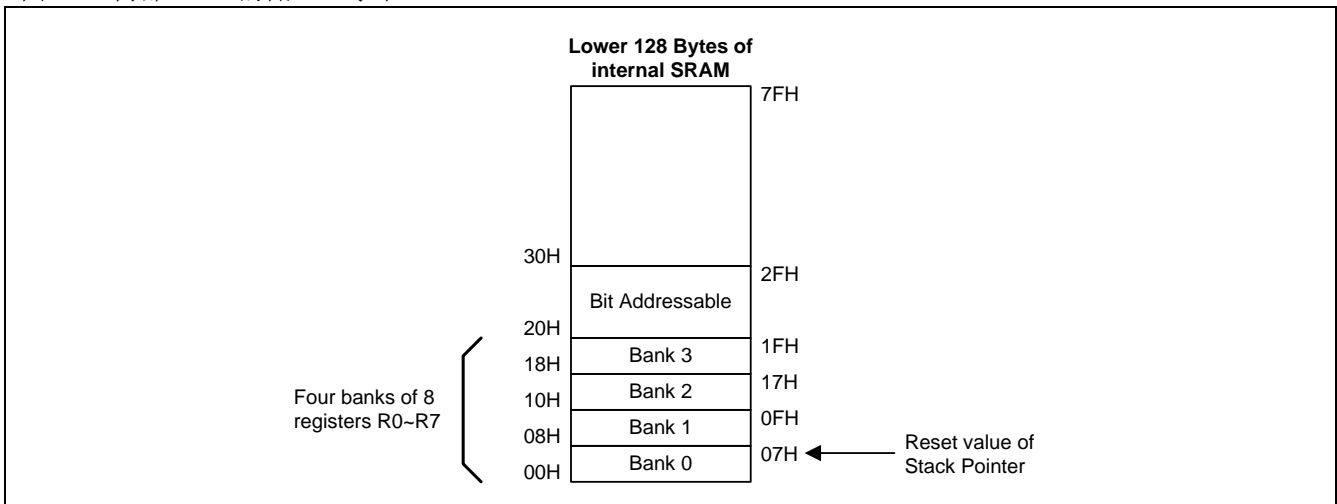 Lower 128 Bytes of
internal SRAM
7FH
30H
2FH
Bit Addressable
20H
1FH
Bank 3
18H
17H
Bank 2
10H
0FH
Bank 1
08H
07H
Bank 0
00H
Four banks of 8
registers R0~R7
Reset value of
Stack Pointer